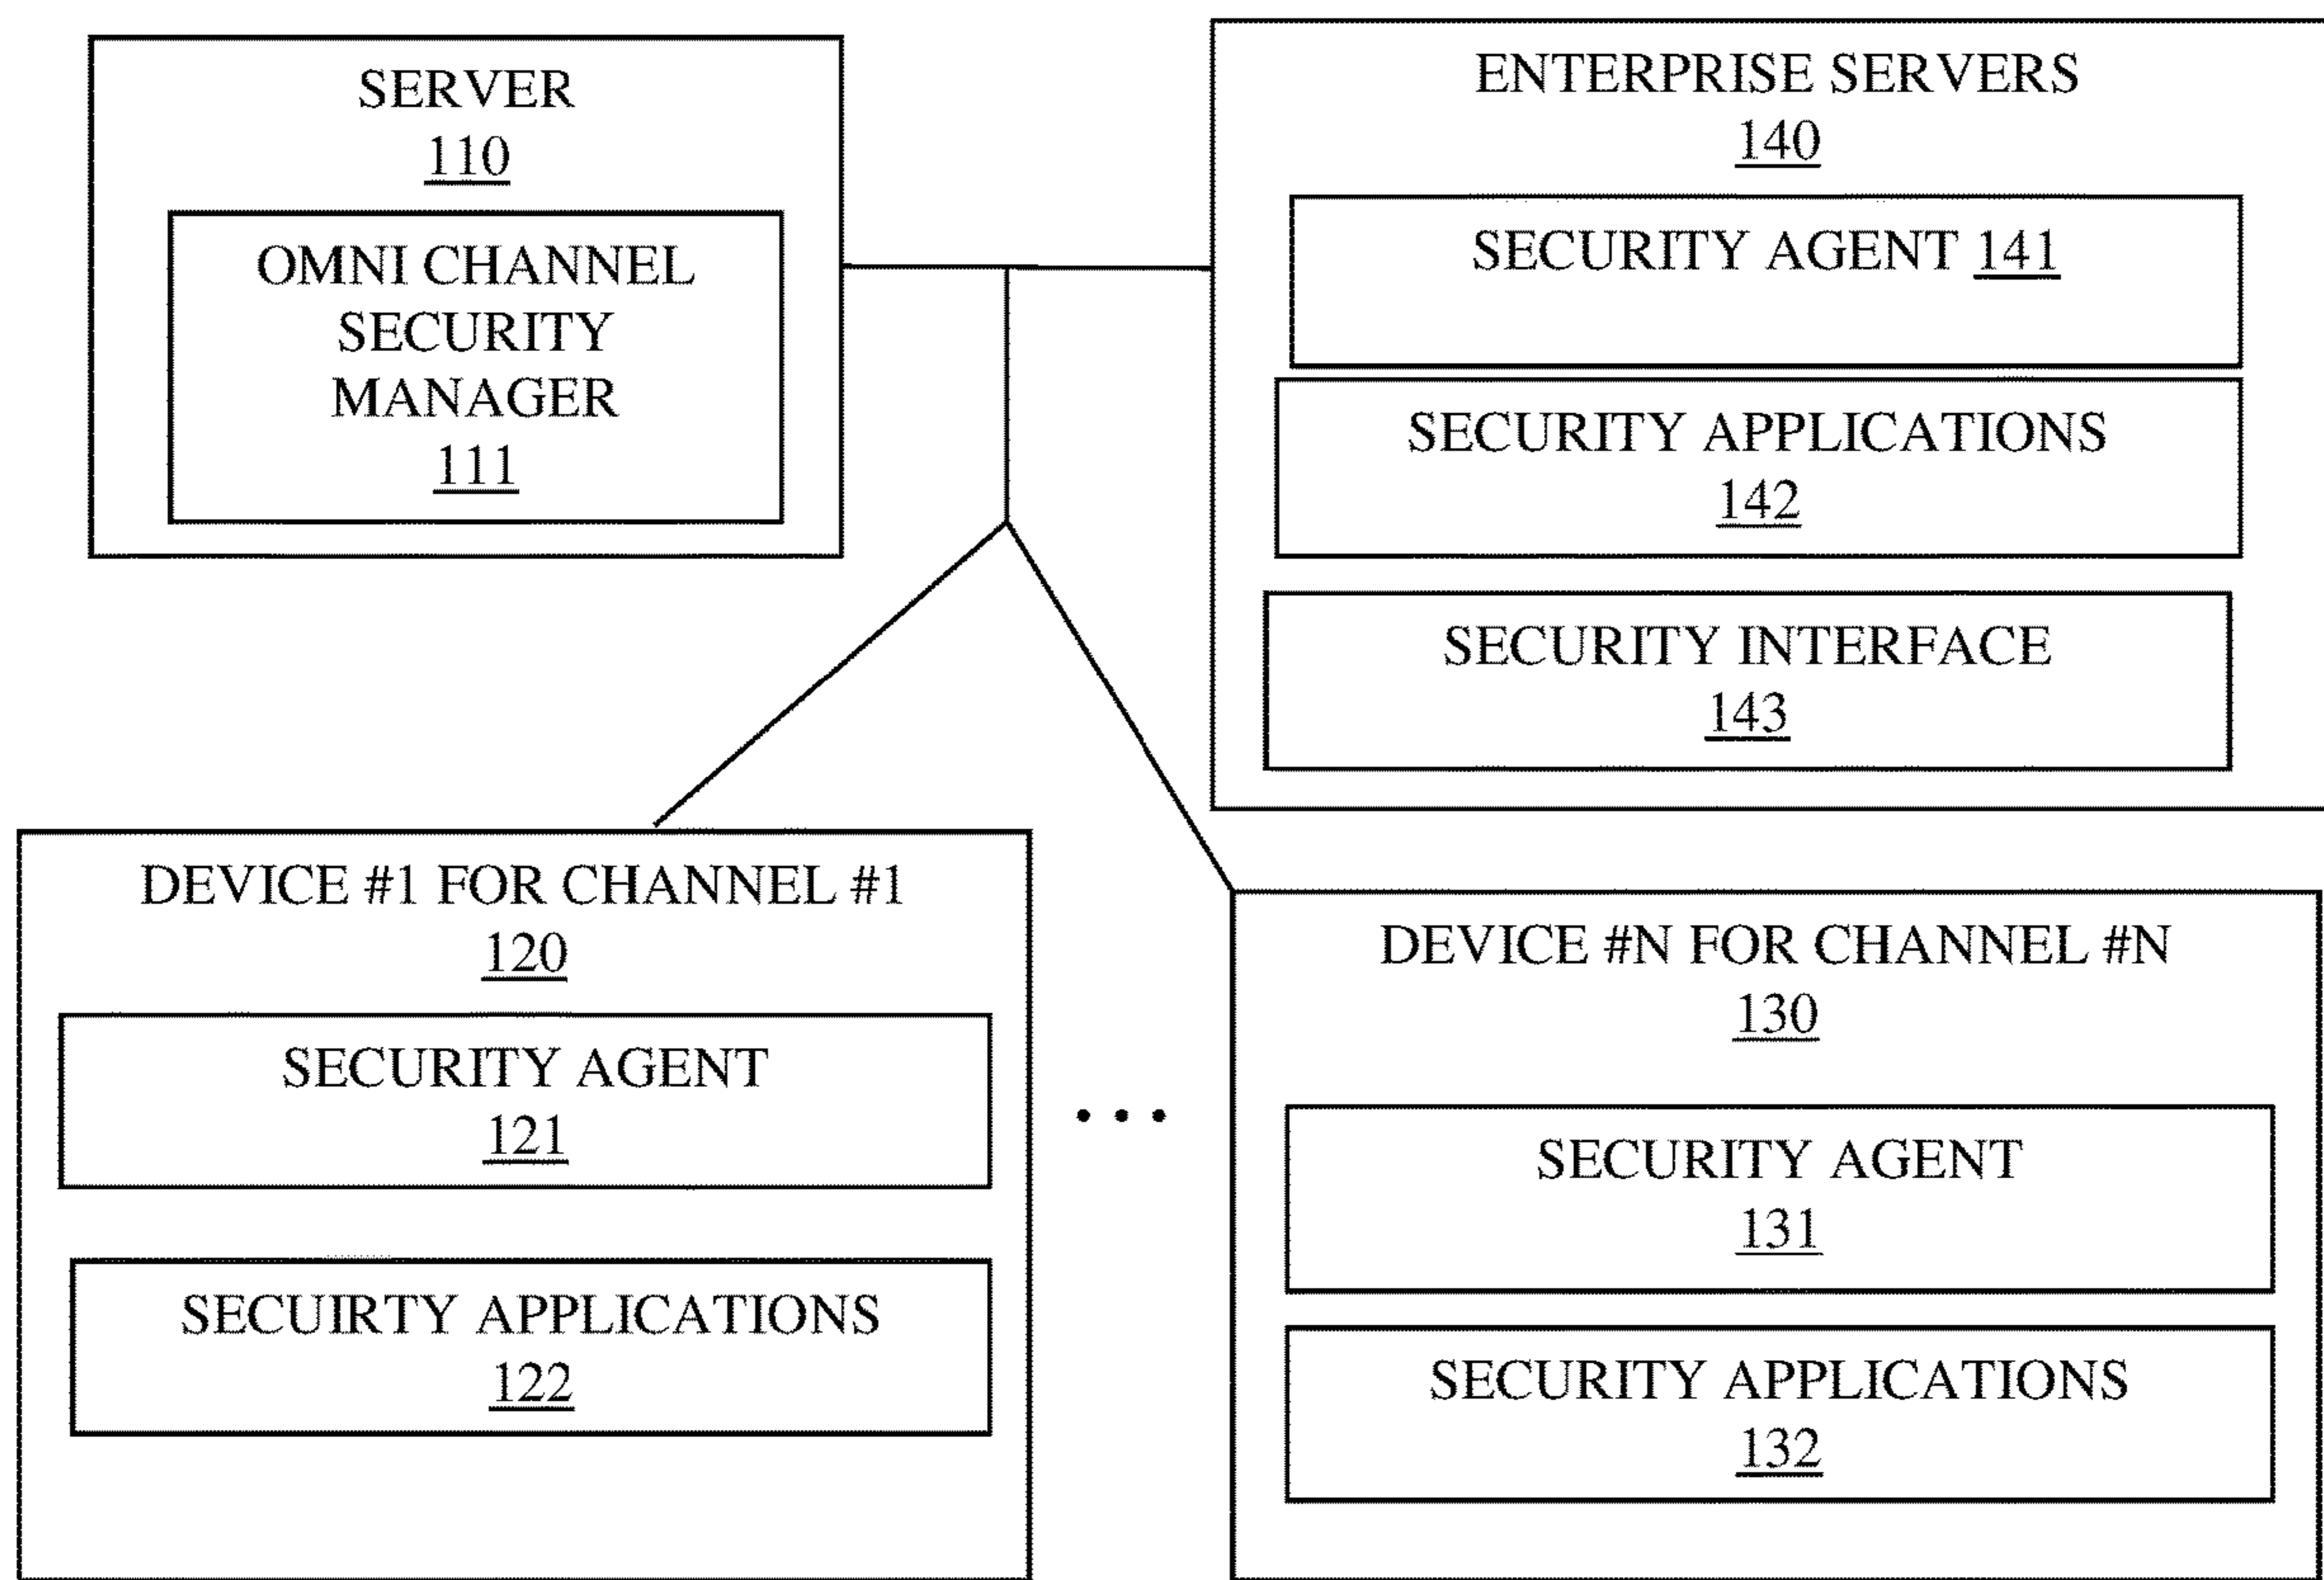 SERVER
110
OMNI CHANNEL
SECURITY
MANAGER
111
ENTERPRISE SERVERS
140
SECURITY AGENT 141
SECURITY APPLICATIONS
142
SECURITY INTERFACE
143
DEVICE #1 FOR CHANNEL #1
120
SECURITY AGENT
121
SECUIRTY APPLICATIONS
122
• • •
DEVICE #N FOR CHANNEL #N
130
SECURITY AGENT
131
SECURITY APPLICATIONS
132